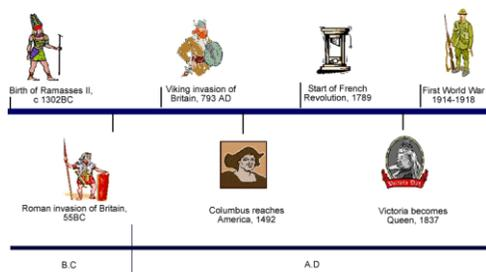 Birth of Ramasses II,
c 1302BC
Viking invasion of
Britain, 793 AD
Start of French
Revolution, 1789
First World War
1914-1918
Roman invasion of Britain,
55BC
Columbus reaches
America, 1492
Victoria becomes
Queen, 1837
B.C
A.D